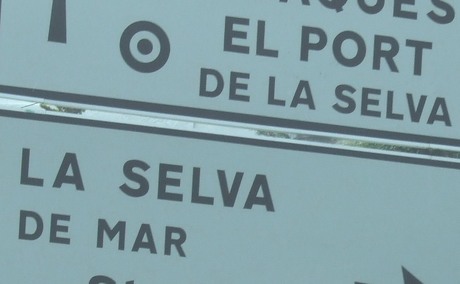 EL PORT
DE LA SELVA
LA SELVA
DE MAR